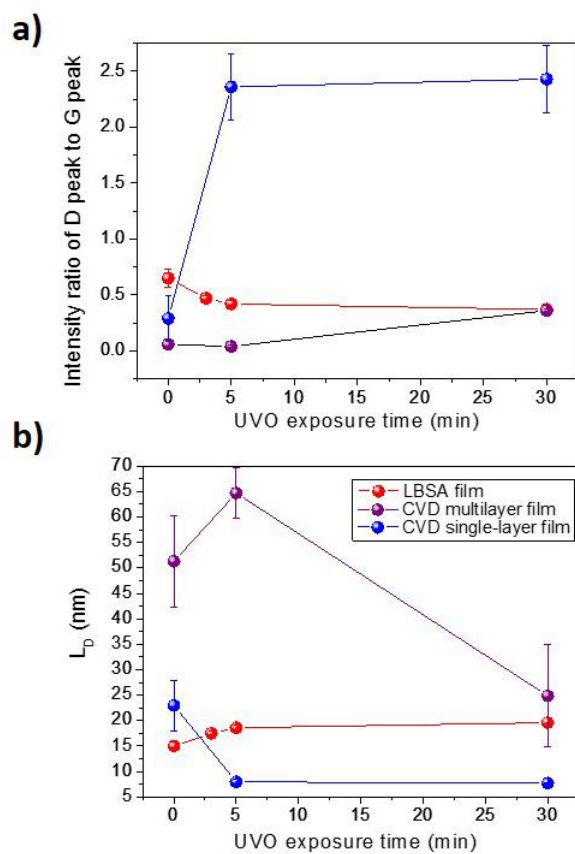 a)
Intensity ratio of D peak to G peak
2.5
2.0
1.5
1.0
0.5
0.0
0 5 10 15 20 25 30
UVO exposure time (min)
b)
L_D (nm)
70
65
60
55
50
45
40
35
30
25
20
15
10
5
LBSA film
CVD multilayer film
CVD single-layer film
0 5 10 15 20 25 30
UVO exposure time (min)